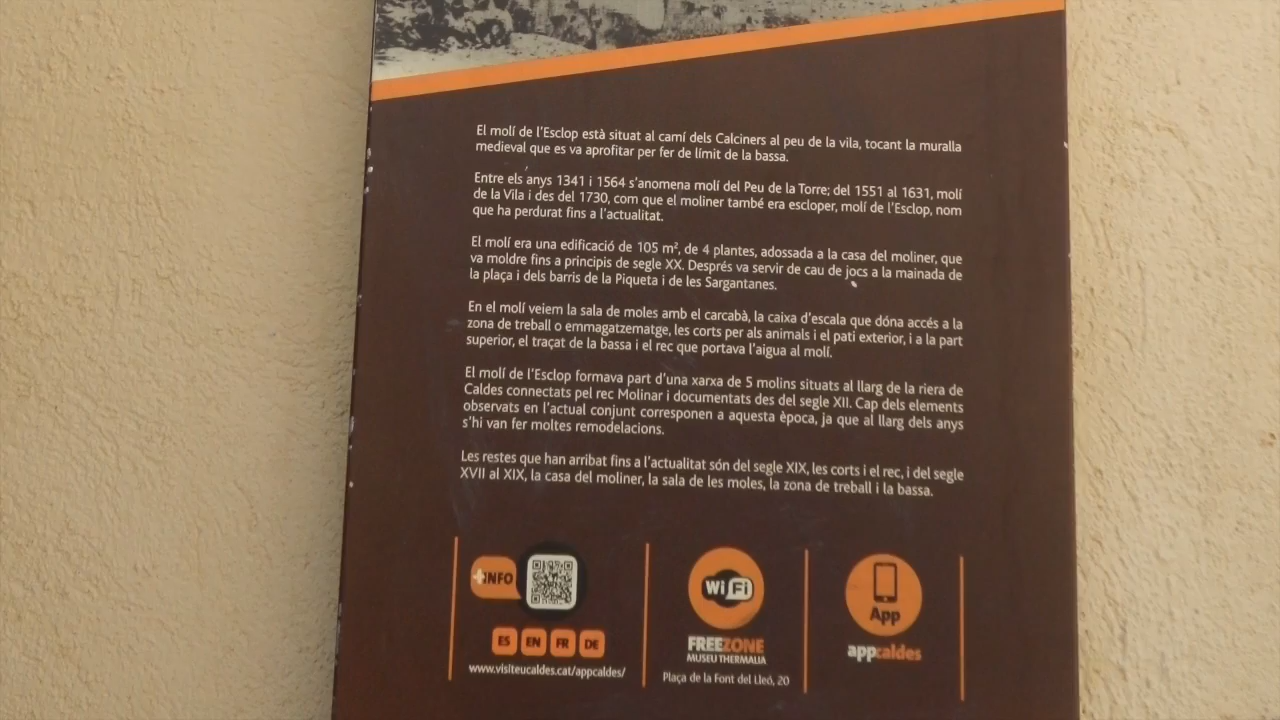 El molí de l'Esclop està situat al camí dels Calciners al peu de la vila, tocant la muralla
medieval que es va aprofitar per fer de límit de la bassa.
Entre els anys 1341 i 1564 s'anomena molí del Peu de la Torre; del 1551 al 1631, molí
de la Vila i des del 1730, com que el moliner també era escloper, molí de l'Esclop, nom
que ha perdurat fins a l'actualitat.
El molí era una edificació de 105 m², de 4 plantes, adossada a la casa del moliner, que
va moldre fins a principis de segle XX. Després va servir de cau de jocs a la mainada de
la plaça i dels barris de la Piqueta i de les Sargantanes.
En el molí veiem la sala de moles amb el carcabà, la caixa d'escala que dóna accés a la
zona de treball o emmagatzematge, les corts per als animals i el pati exterior, i a la part
superior, el traçat de la bassa i el rec que portava l'aigua al molí.
El molí de l'Esclop formava part d'una xarxa de 5 molins situats al llarg de la riera de
Caldes connectats pel rec Molinar i documentats des del segle XII. Cap dels elements
observats en l'actual conjunt corresponen a aquesta època, ja que al llarg dels anys
s'hi van fer moltes remodelacions.
Les restes que han arribat fins a l'actualitat són del segle XIX, les corts i el rec, i del segle
XVII al XIX, la casa del moliner, la sala de les moles, la zona de treball i la bassa.
+INFO
ES EN FR DE
www.visiteucaldes.cat/appcaldes/
WiFi
FREEZONE
MUSEU THERMALIA
Plaça de la Font del Lleó, 20
App
appcaldes